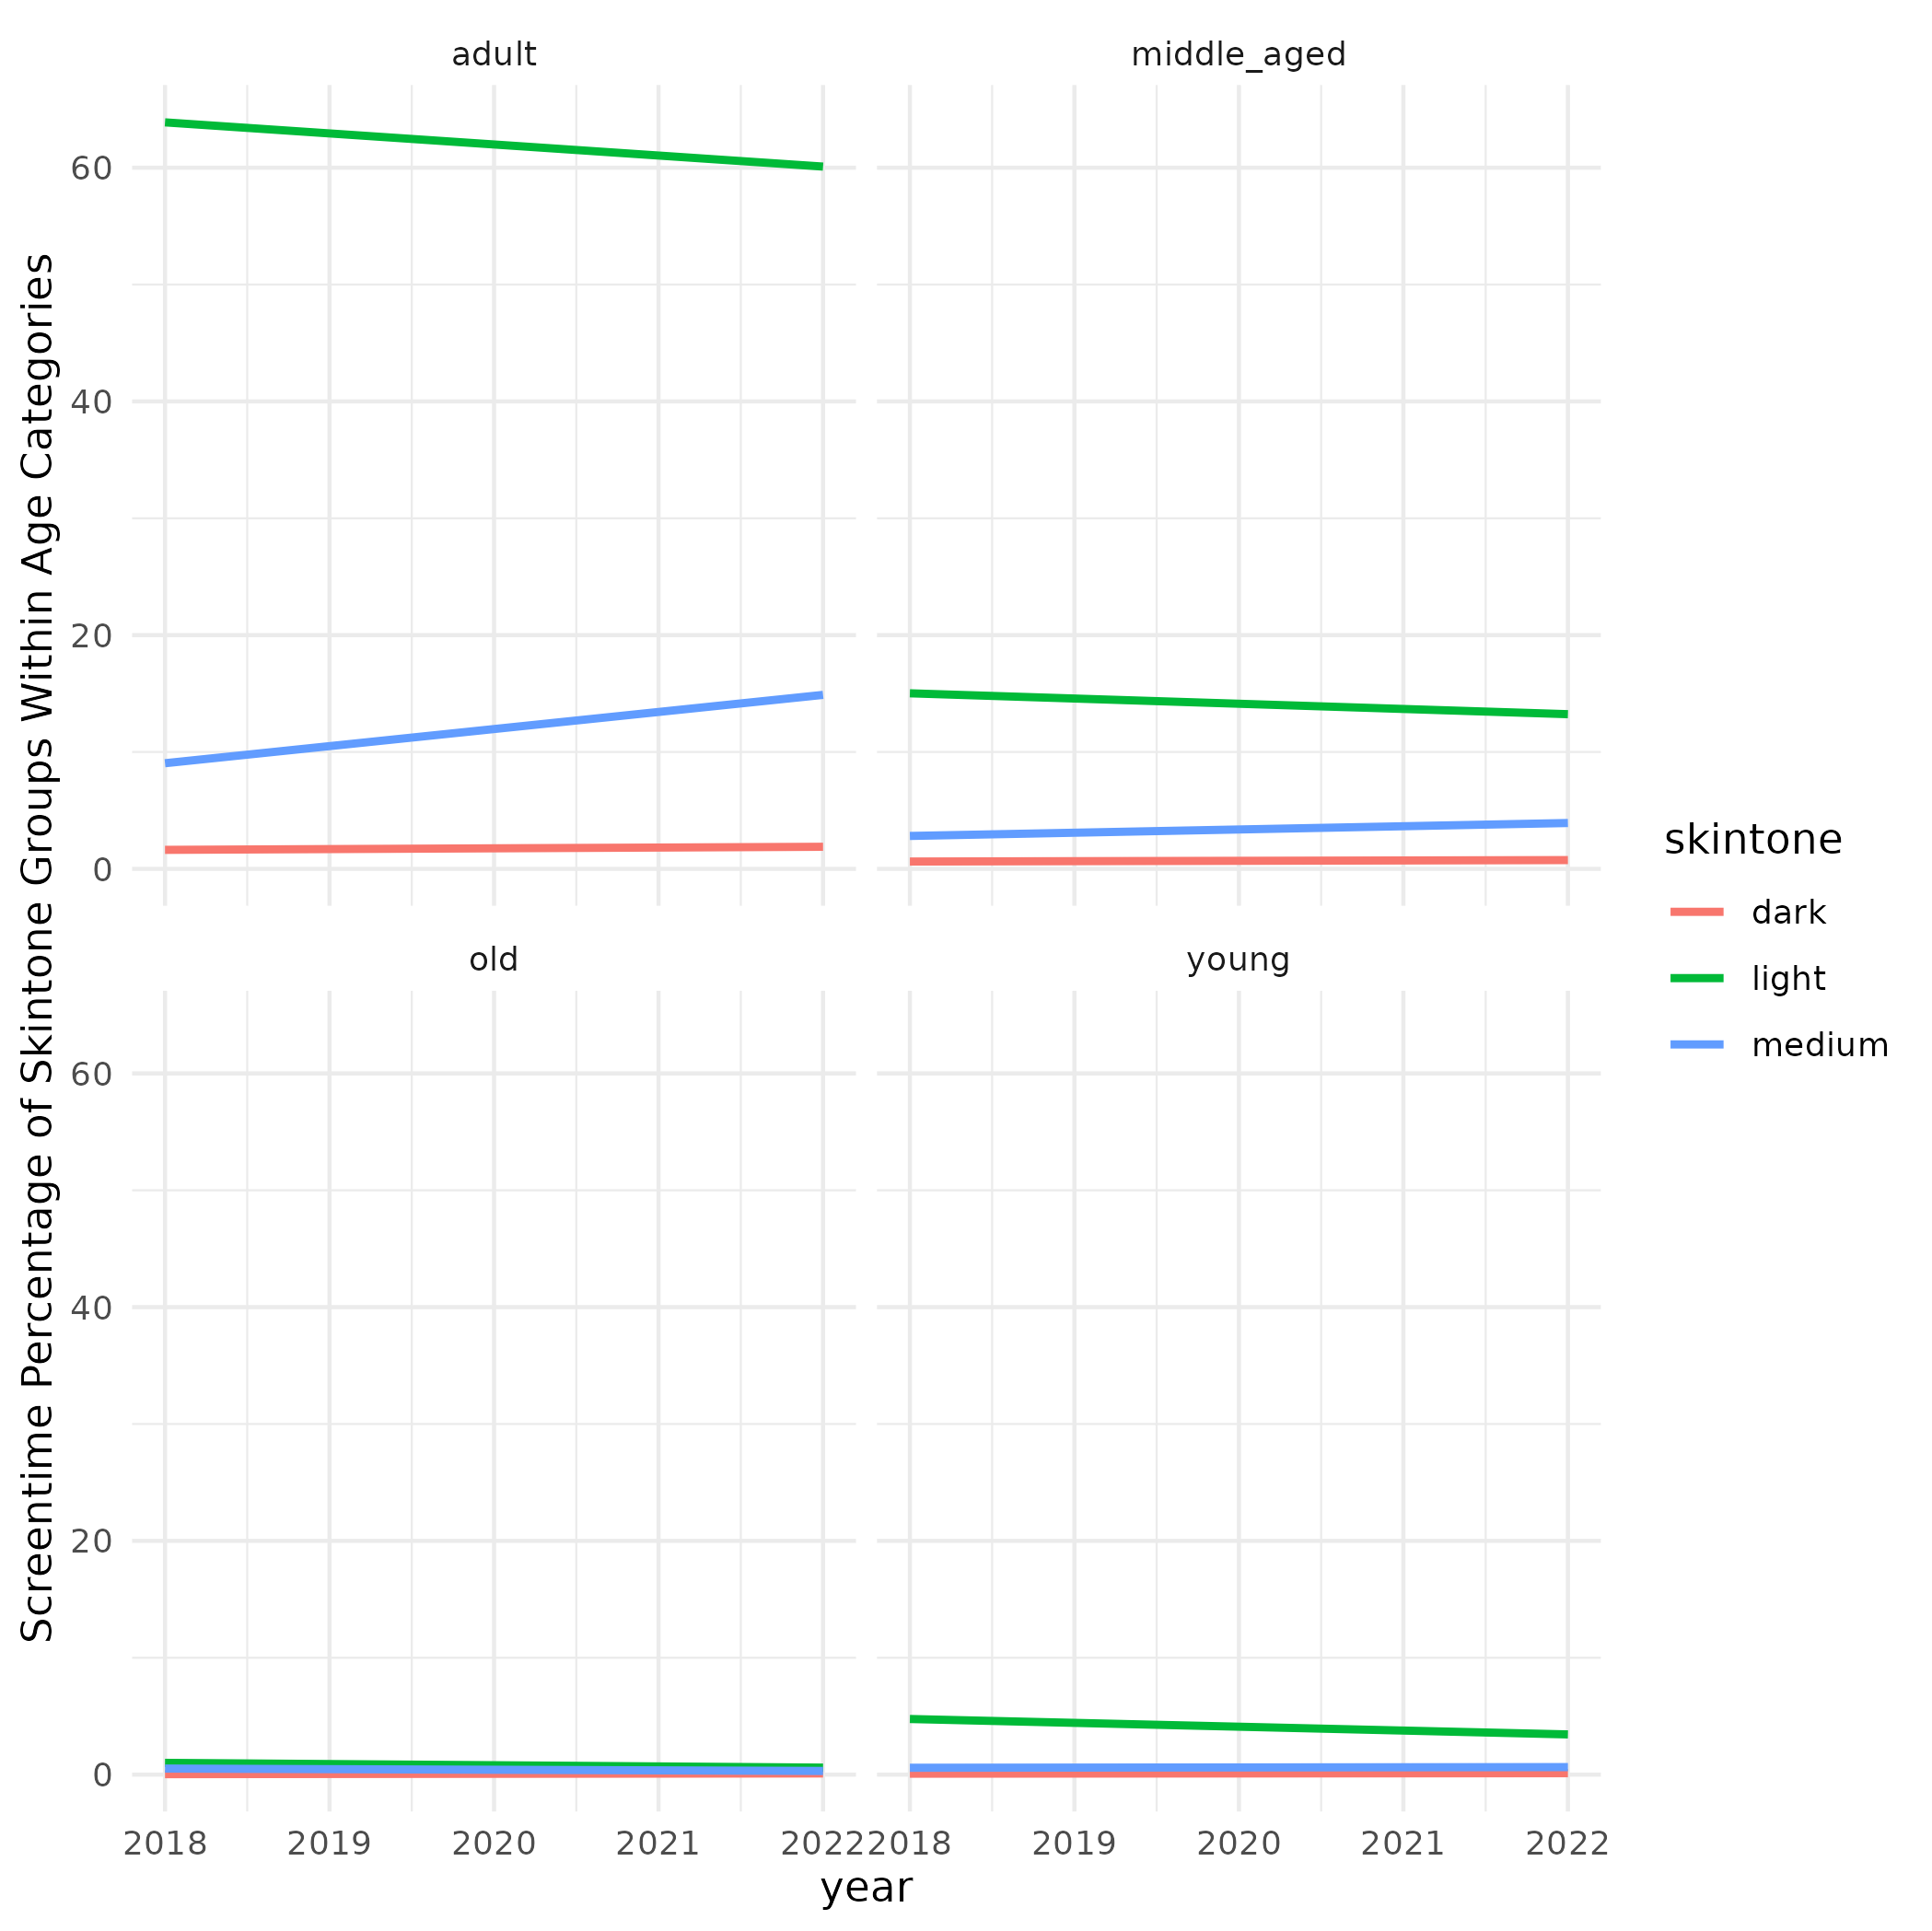 adult
middle_aged
60
40
20
0
Screentime Percentage of Skintone Groups Within Age Categories
old
young
60
40
20
0
2018 2019 2020 2021 2022
2018 2019 2020 2021 2022
year
skintone
dark
light
medium